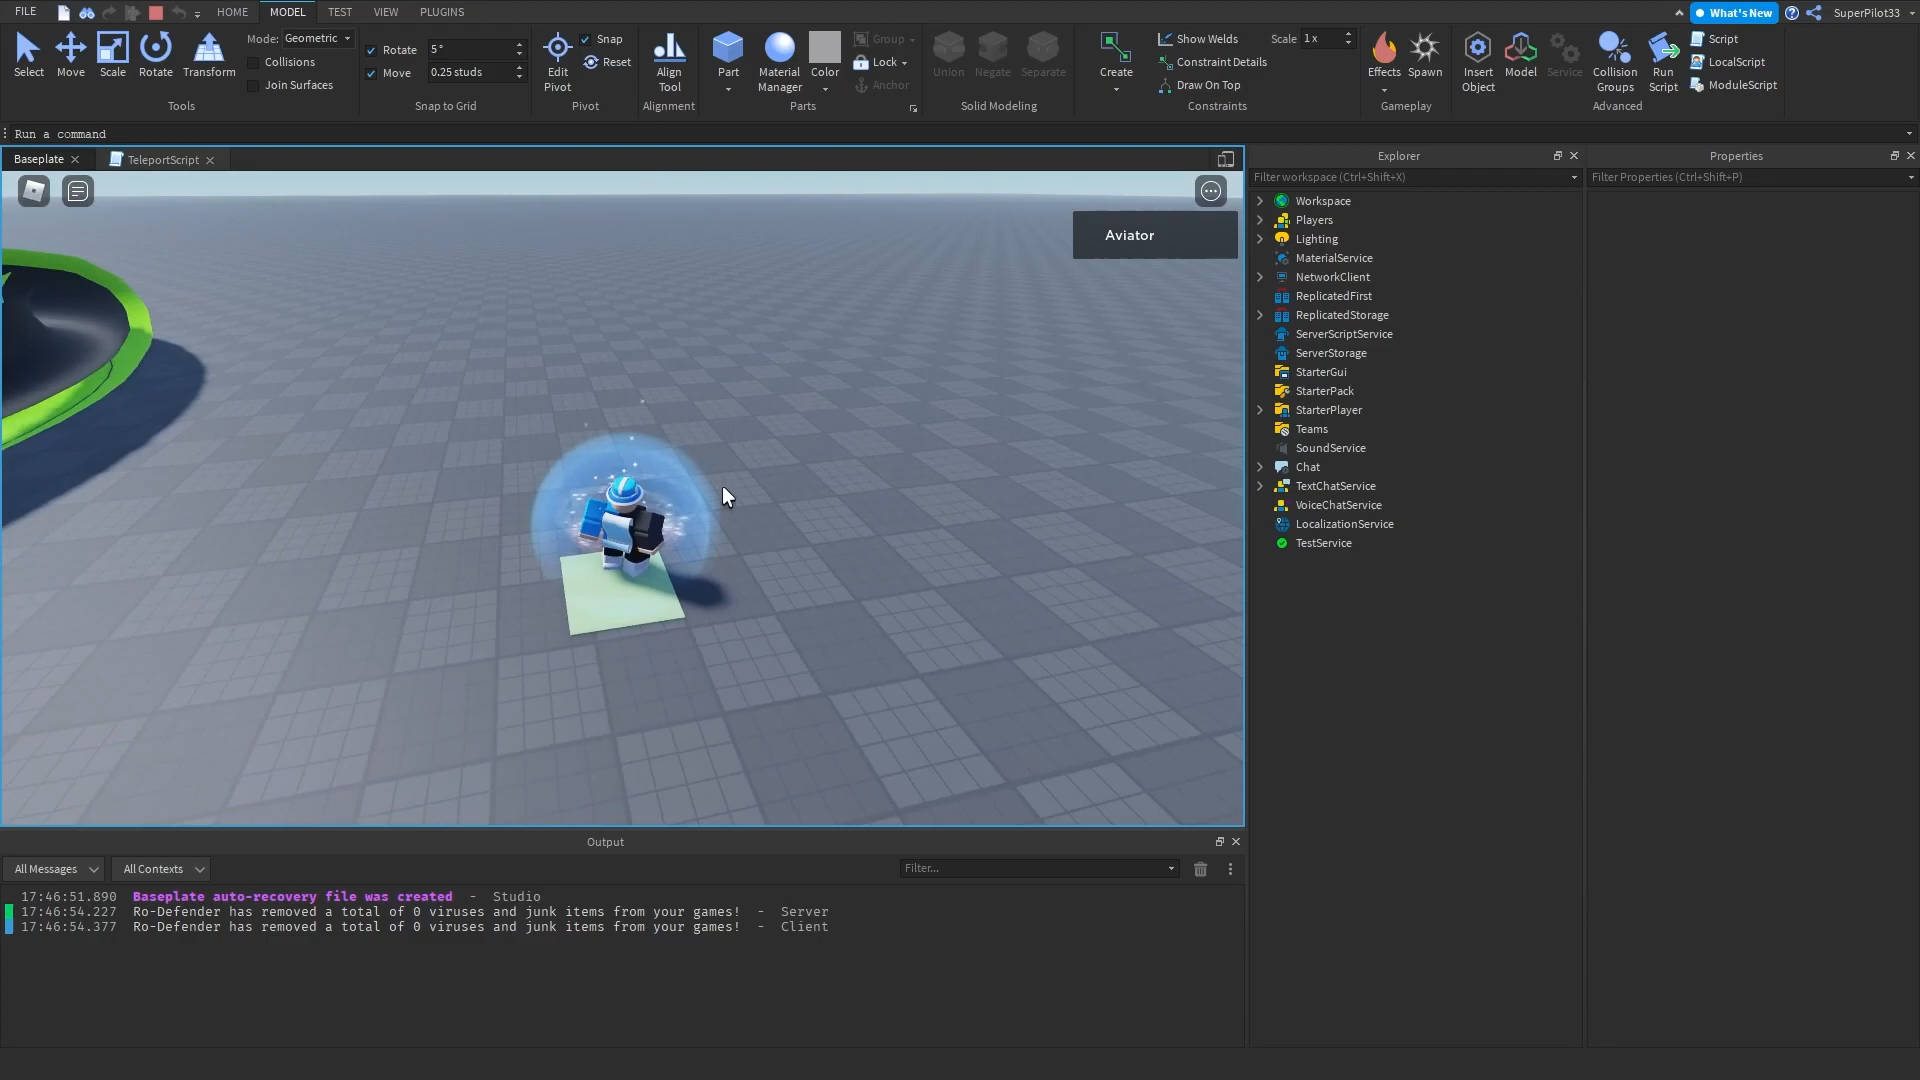 FILE
HOME
MODEL
TEST
VIEW
PLUGINS
What's New
SuperPilot33
Select
Move
Scale
Rotate
Transform
Mode:
Geometric
Collisions
Join Surfaces
Tools
Rotate
5°
Move
0.25 studs
Snap to Grid
Edit
Pivot
Snap
Reset
Pivot
Align
Tool
Alignment
Part
Material
Manager
Color
Group
Lock
Anchor
Parts
Union
Negate
Separate
Solid Modeling
Create
Show Welds
Constraint Details
Draw On Top
Scale
1x
Constraints
Effects
Spawn
Gameplay
Insert
Object
Model
Service
Collision
Groups
Run
Script
Script
LocalScript
ModuleScript
Advanced
Run a command
Baseplate
TeleportScript
Aviator
Explorer
Filter workspace (Ctrl+Shift+X)
Workspace
Players
Lighting
MaterialService
NetworkClient
ReplicatedFirst
ReplicatedStorage
ServerScriptService
ServerStorage
StarterGui
StarterPack
StarterPlayer
Teams
SoundService
Chat
TextChatService
VoiceChatService
LocalizationService
TestService
Properties
Filter Properties (Ctrl+Shift+P)
Output
All Messages
All Contexts
Filter...
17:46:51.890 Baseplate auto-recovery file was created - Studio
17:46:54.227 Ro-Defender has removed a total of 0 viruses and junk items from your games! - Server
17:46:54.377 Ro-Defender has removed a total of 0 viruses and junk items from your games! - Client